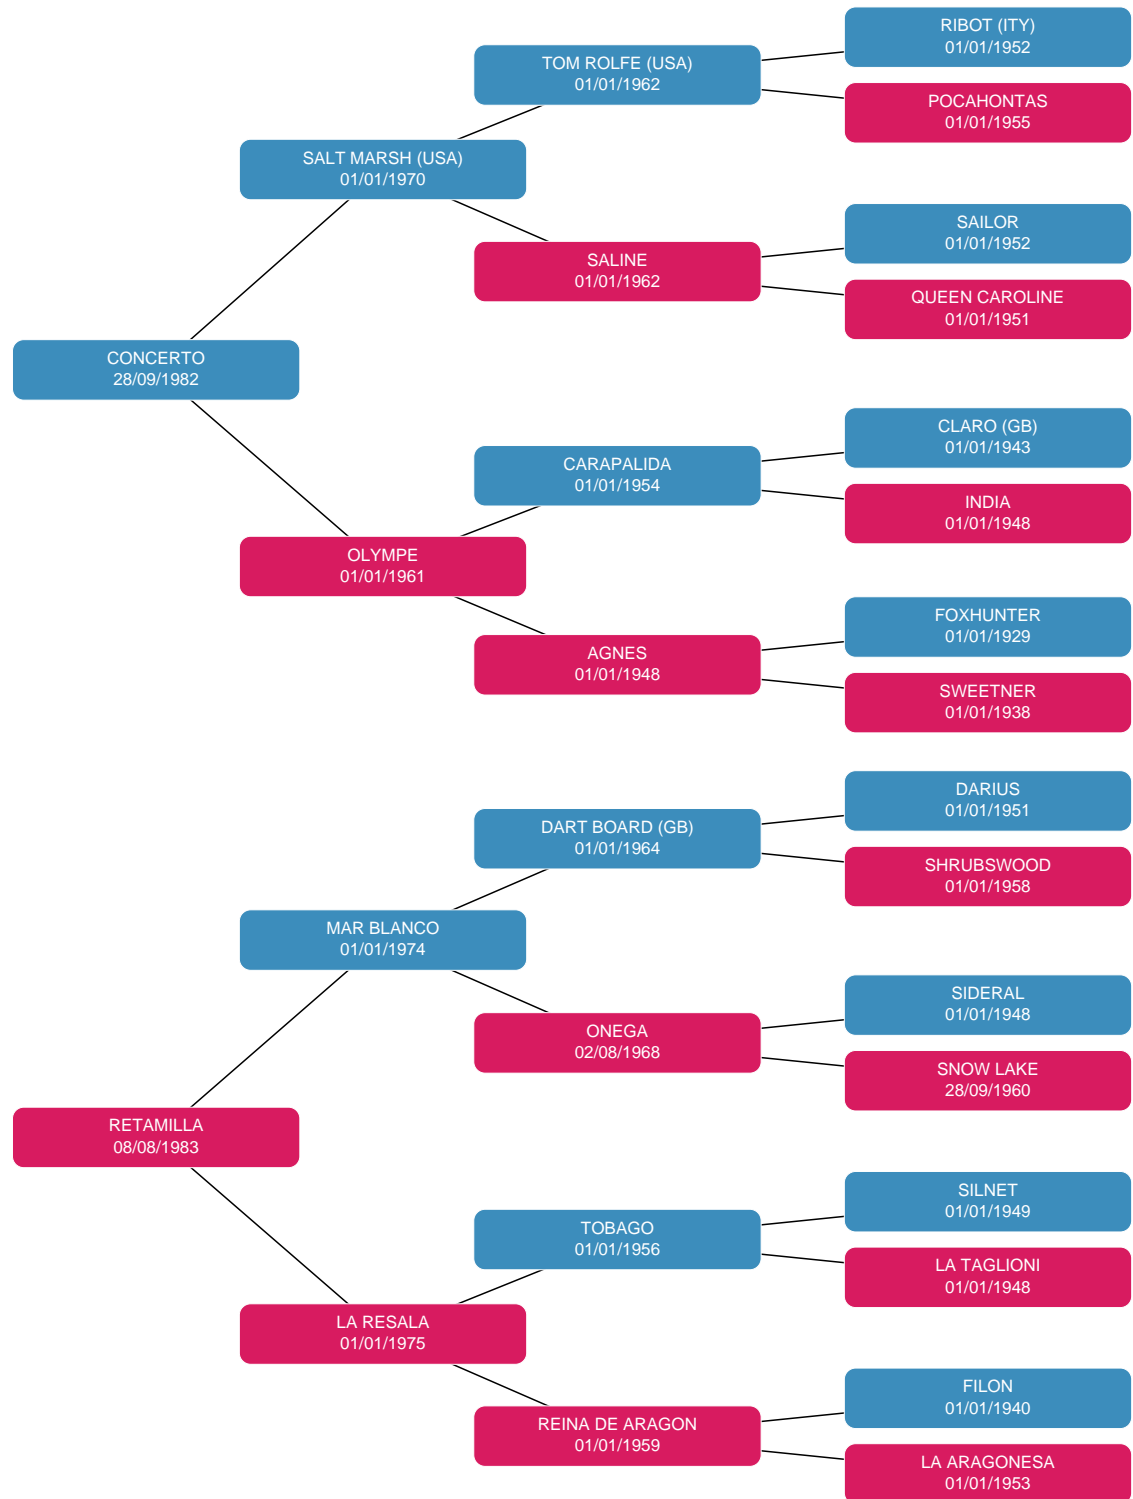 RIBOT (ITY)
01/01/1952
TOM ROLFE (USA)
01/01/1962
POCAHONTAS
01/01/1955
SALT MARSH (USA)
01/01/1970
SAILOR
01/01/1952
SALINE
01/01/1962
QUEEN CAROLINE
01/01/1951
CONCERTO
28/09/1982
CLARO (GB)
01/01/1943
CARAPALIDA
01/01/1954
INDIA
01/01/1948
OLYMPE
01/01/1961
FOXHUNTER
01/01/1929
AGNES
01/01/1948
SWEETNER
01/01/1938
DARIUS
01/01/1951
DART BOARD (GB)
01/01/1964
SHRUBSWOOD
01/01/1958
MAR BLANCO
01/01/1974
SIDERAL
01/01/1948
ONEGA
02/08/1968
SNOW LAKE
28/09/1960
RETAMILLA
08/08/1983
SILNET
01/01/1949
TOBAGO
01/01/1956
LA TAGLIONI
01/01/1948
LA RESALA
01/01/1975
FILON
01/01/1940
REINA DE ARAGON
01/01/1959
LA ARAGONESA
01/01/1953